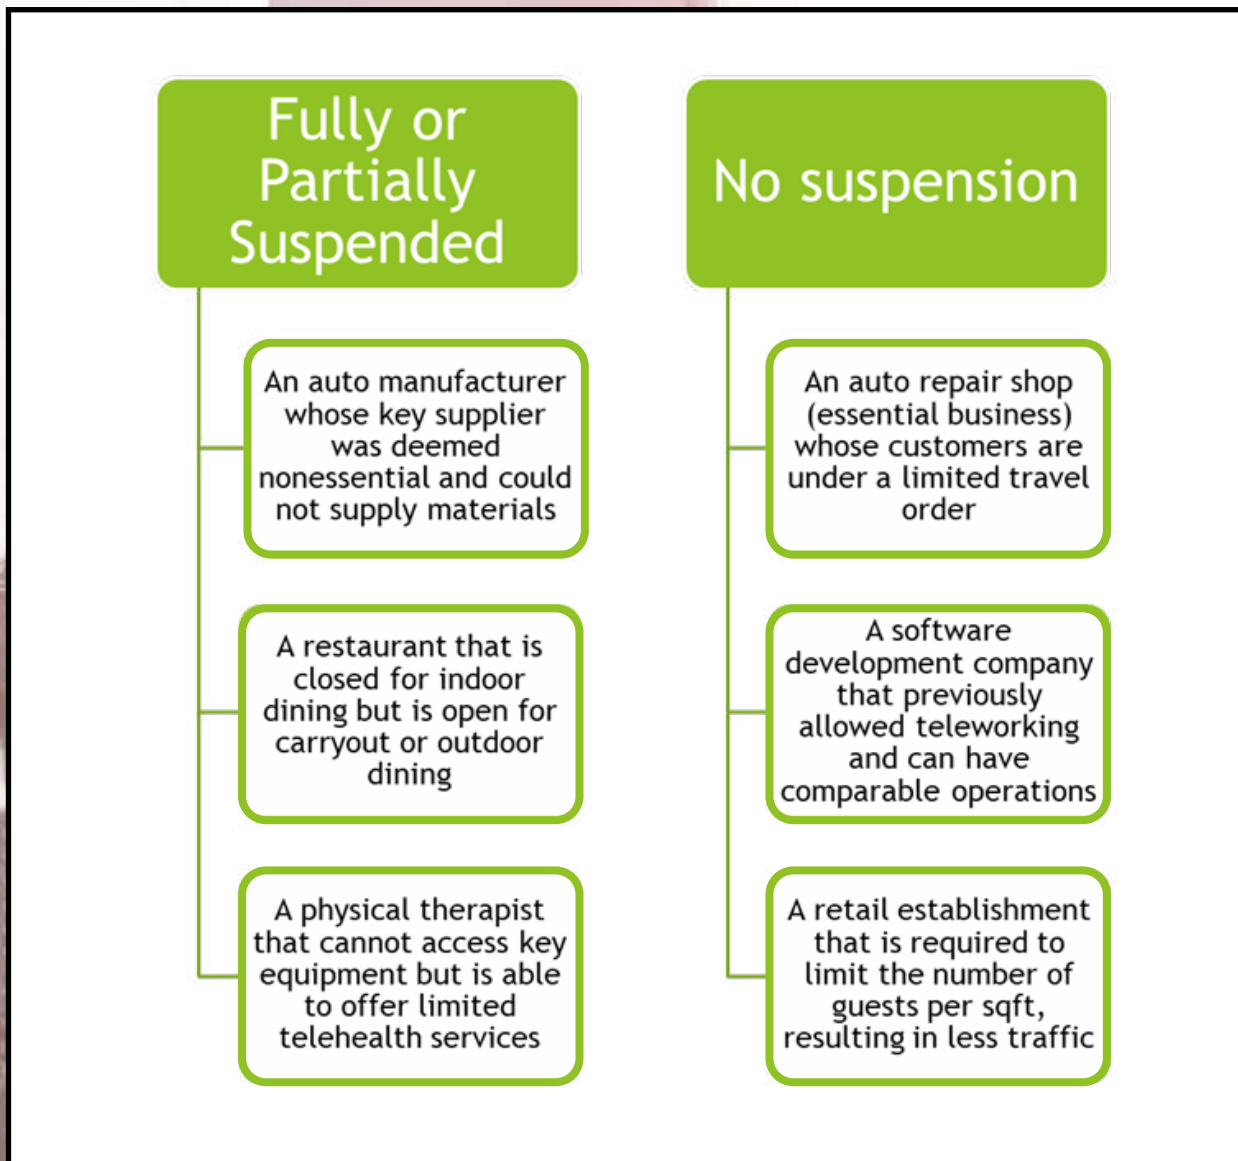 Fully or
Partially
Suspended
An auto manufacturer
whose key supplier
was deemed
nonessential and could
not supply materials
A restaurant that is
closed for indoor
dining but is open for
carryout or outdoor
dining
A physical therapist
that cannot access key
equipment but is able
to offer limited
telehealth services
No suspension
An auto repair shop
(essential business)
whose customers are
under a limited travel
order
A software
development company
that previously
allowed teleworking
and can have
comparable operations
A retail establishment
that is required to
limit the number of
guests per sqft,
resulting in less traffic